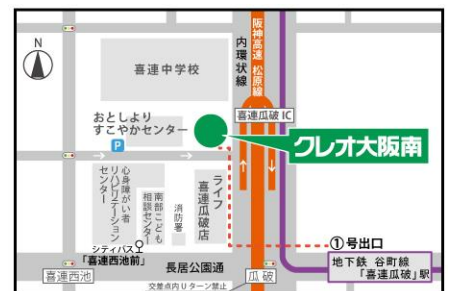 N
喜連中学校
内環状線
阪神高速 松原線
おとしより
すこやかセンター
喜連瓜破IC
クレオ大阪南
P
心身障がい者
リハビリテーション
センター
南部こども
相談センター
消防署
ライフ
喜連瓜破店
シティバス
「喜連西池前」
①号出口
地下鉄 谷町線
「喜連瓜破」駅
長居公園通
喜連西池
瓜破
交差点内Uターン禁止